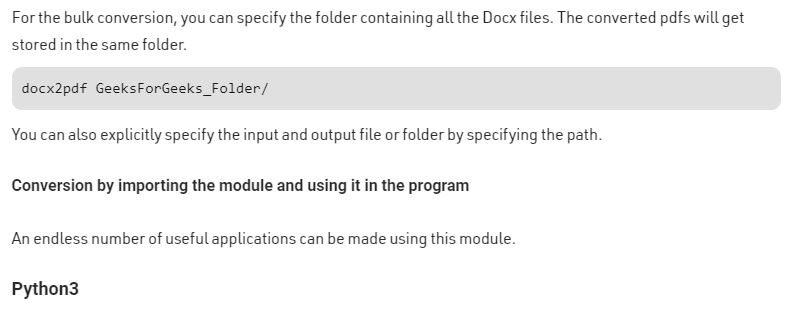 For the bulk conversion, you can specify the folder containing all the Docx files. The converted pdfs will get
stored in the same folder.
docx2pdf GeeksForGeeks_Folder/
You can also explicitly specify the input and output file or folder by specifying the path.
Conversion by importing the module and using it in the program
An endless number of useful applications can be made using this module.
Python3